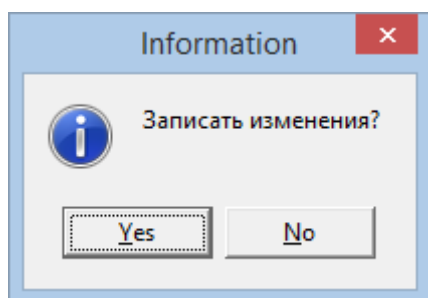 Information
Записать изменения?
Yes
No